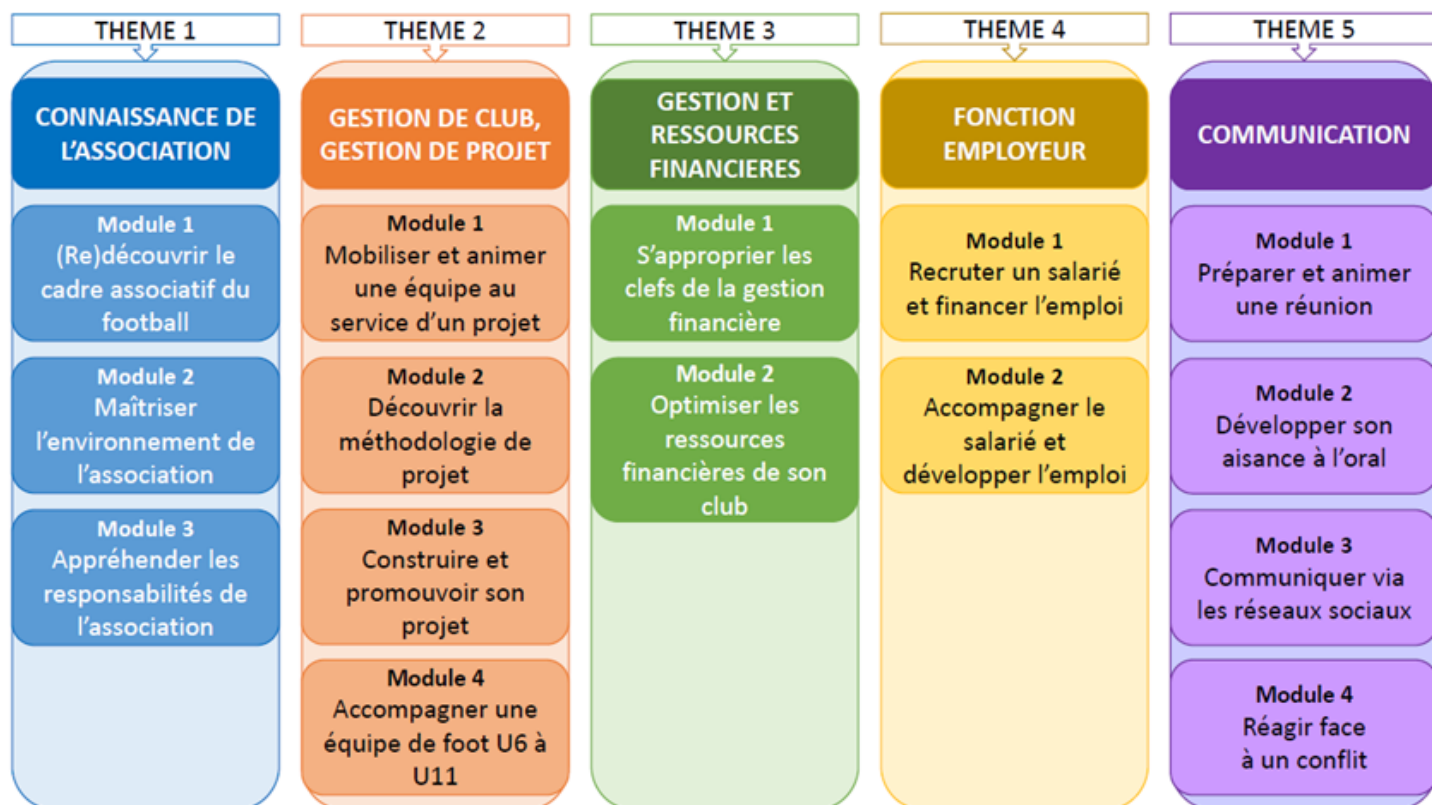 THEME 1
CONNAISSANCE DE
L'ASSOCIATION
Module 1
(Re)découvrir le
cadre associatif du
football
Module 2
Maîtriser
l'environnement de
l'association
Module 3
Appréhender les
responsabilités de
l'association
THEME 2
GESTION DE CLUB,
GESTION DE PROJET
Module 1
Mobiliser et animer
une équipe au
service d'un projet
Module 2
Découvrir la
méthodologie de
projet
Module 3
Construire et
promouvoir son
projet
Module 4
Accompagner une
équipe de foot U6 à
U11
THEME 3
GESTION ET
RESSOURCES
FINANCIERES
Module 1
S'approprier les
clefs de la gestion
financière
Module 2
Optimiser les
ressources
financières de son
club
THEME 4
FONCTION
EMPLOYEUR
Module 1
Recruter un salarié
et financer l'emploi
Module 2
Accompagner le
salarié et
développer l'emploi
THEME 5
COMMUNICATION
Module 1
Préparer et animer
une réunion
Module 2
Développer son
aisance à l'oral
Module 3
Communiquer via
les réseaux sociaux
Module 4
Réagir face
à un conflit